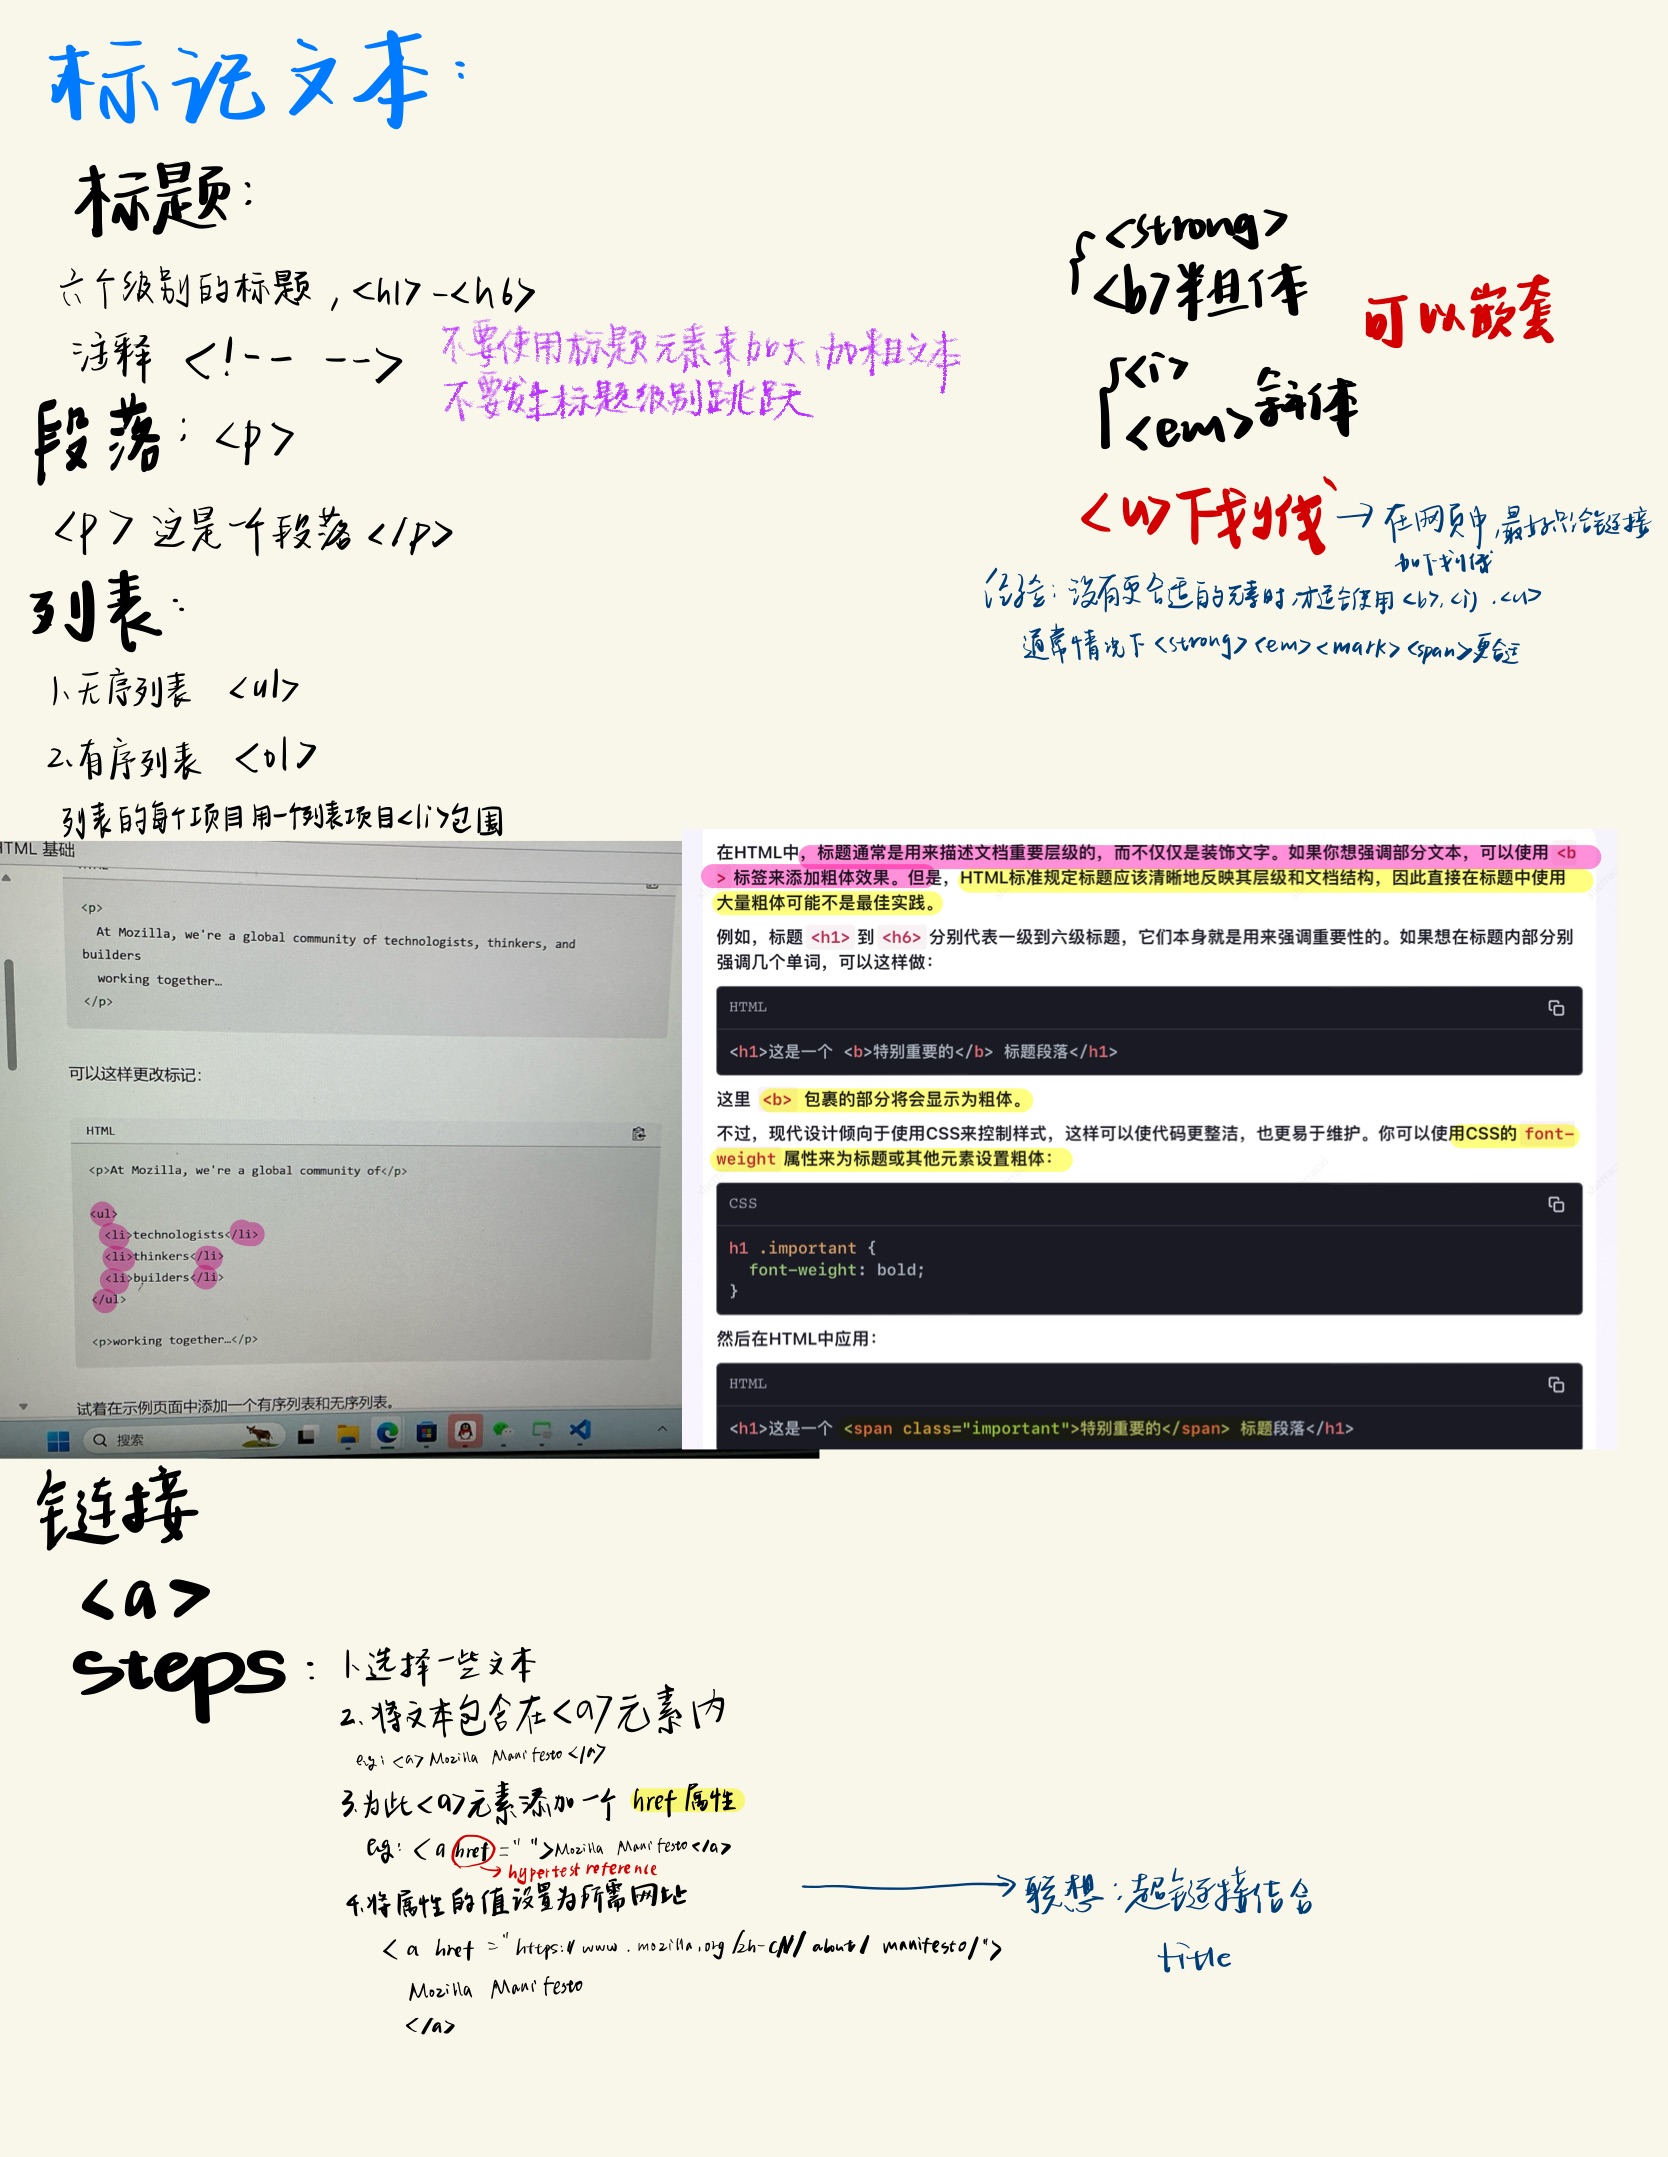 标记文本：
标题：
六个级别的标题，<h1>-<h6>
注释 <!-- -->
不要使用标题元素来加大、加粗文本
不要发生标题级别跳跃
段落：<p>
<p>这是一个段落</p>
列表：
1、无序列表 <ul>
2、有序列表 <ol>
列表的每个项目用一个列表项目<li>包围
<strong>
<b>粗体
可以嵌套
<i>
<em>斜体
<u>下划线
→在网页中，最好只给链接
加下划线
经验：没有更合适的元素时，才适合使用<b>、<i>、<u>
通常情况下<strong><em><mark><span>更合适
HTML 基础
<p>
At Mozilla, we're a global community of technologists, thinkers, and
builders
working together…
</p>
可以这样更改标记：
HTML
<p>At Mozilla, we're a global community of</p>
<ul>
<li>technologists</li>
<li>thinkers</li>
<li>builders</li>
</ul>
<p>working together…</p>
试着在示例页面中添加一个有序列表和无序列表。
搜索
在HTML中，标题通常是用来描述文档重要层级的，而不仅仅是装饰文字。如果你想强调部分文本，可以使用 <b
> 标签来添加粗体效果。但是，HTML标准规定标题应该清晰地反映其层级和文档结构，因此直接在标题中使用
大量粗体可能不是最佳实践。
例如，标题 <h1> 到 <h6> 分别代表一级到六级标题，它们本身就是用来强调重要性的。如果想在标题内部分别
强调几个单词，可以这样做：
HTML
<h1>这是一个 <b>特别重要的</b> 标题段落</h1>
这里 <b> 包裹的部分将会显示为粗体。
不过，现代设计倾向于使用CSS来控制样式，这样可以使代码更整洁，也更易于维护。你可以使用CSS的 font-
weight 属性来为标题或其他元素设置粗体：
CSS
h1 .important {
font-weight: bold;
}
然后在HTML中应用：
HTML
<h1>这是一个 <span class="important">特别重要的</span> 标题段落</h1>
链接
<a>
steps：1、选择一些文本
2、将文本包含在<a>元素内
eg: <a>Mozilla Manifesto</a>
3、为此<a>元素添加一个 href属性
eg: <a href=" ">Mozilla Manifesto</a>
→hypertest reference
4、将属性的值设置为所需网址
<a href="https://www.mozilla.org/zh-CN/about/manifesto/">
Mozilla Manifesto
</a>
→联想：超链接结合
title